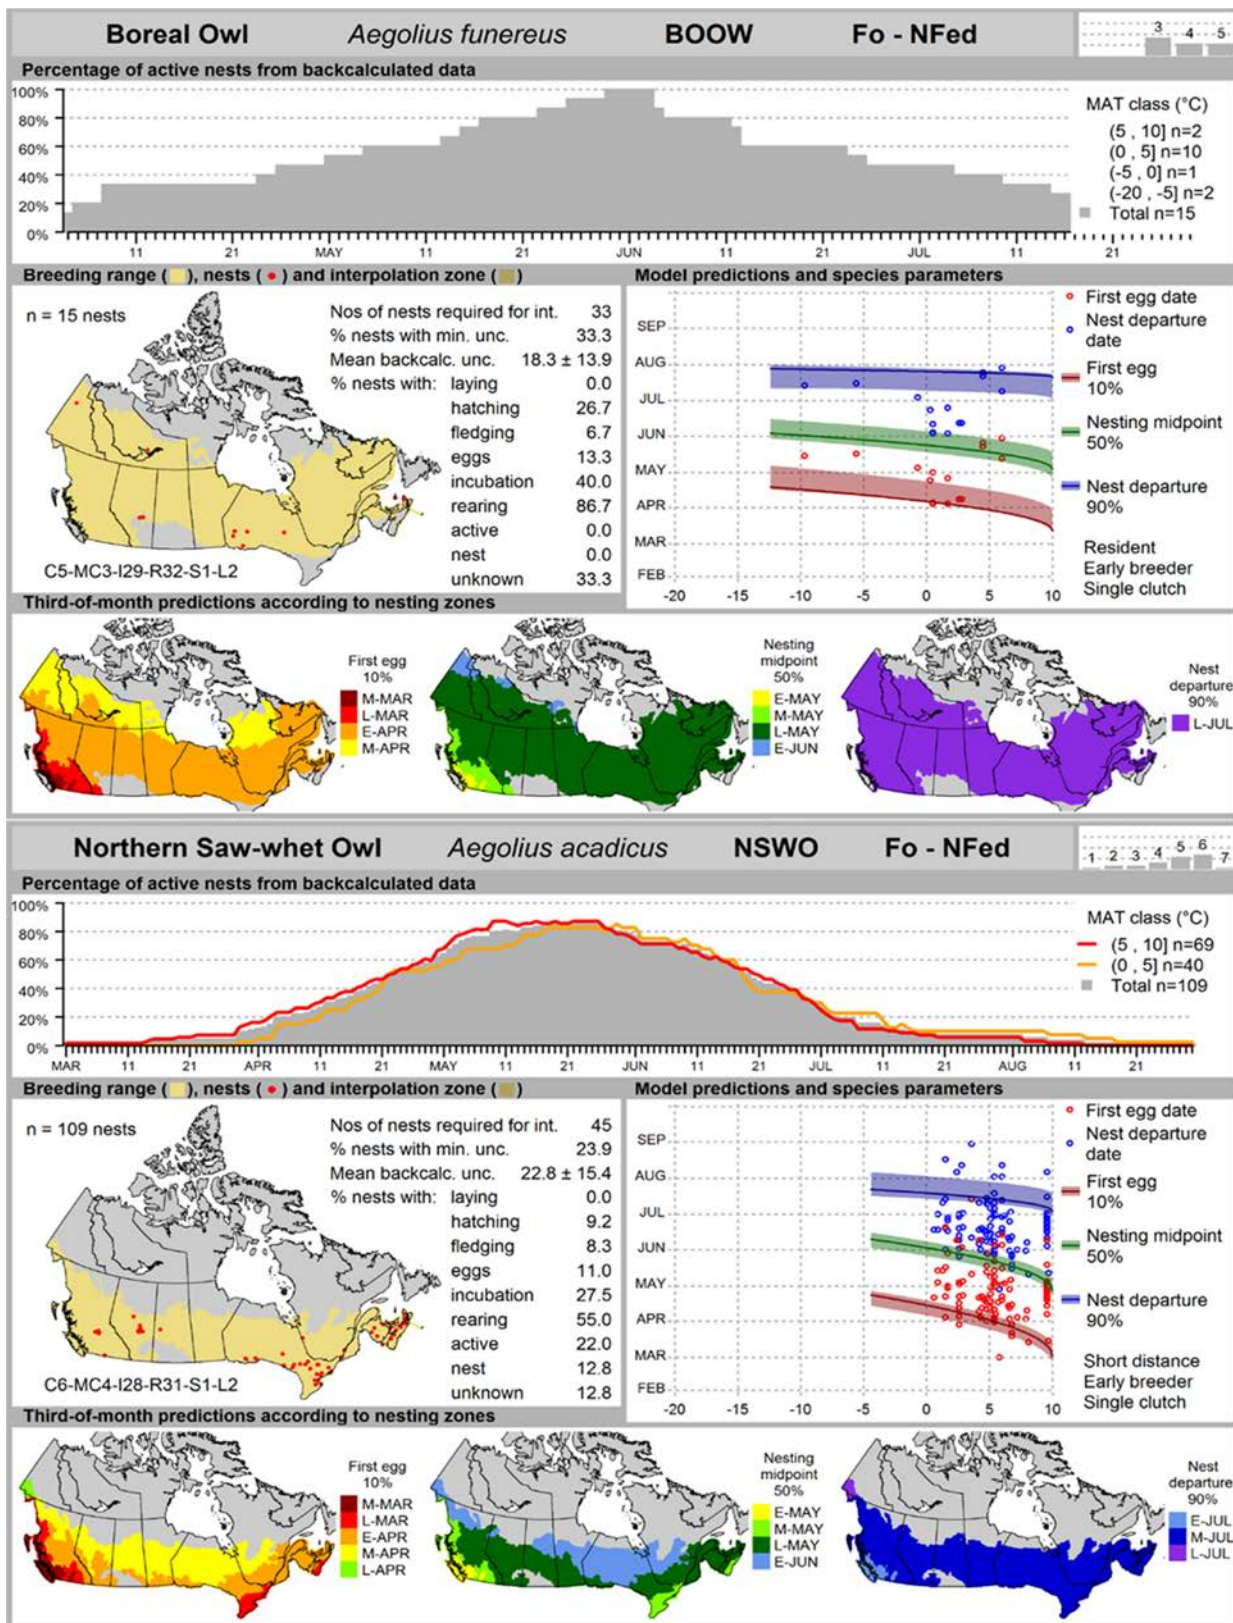 Boreal Owl Aegolius funereus BOOW Fo - NFed
3 4 5
Percentage of active nests from backcalculated data
100%
80%
60%
40%
20%
0%
11 21 MAY 11 21 JUN 11 21 JUL 11 21
MAT class (°C)
(5 , 10] n=2
(0 , 5] n=10
(-5 , 0] n=1
(-20 , -5] n=2
Total n=15
Breeding range ( ), nests ( ) and interpolation zone ( )
n = 15 nests
Nos of nests required for int. 33
% nests with min. unc. 33.3
Mean backcalc. unc. 18.3 ± 13.9
% nests with: laying 0.0
hatching 26.7
fledging 6.7
eggs 13.3
incubation 40.0
rearing 86.7
active 0.0
nest 0.0
unknown 33.3
C5-MC3-I29-R32-S1-L2
Model predictions and species parameters
SEP
AUG
JUL
JUN
MAY
APR
MAR
FEB
-20 -15 -10 -5 0 5 10
First egg date
Nest departure
date
First egg
10%
Nesting midpoint
50%
Nest departure
90%
Resident
Early breeder
Single clutch
Third-of-month predictions according to nesting zones
First egg
10%
M-MAR
L-MAR
E-APR
M-APR
Nesting
midpoint
50%
E-MAY
M-MAY
L-MAY
E-JUN
Nest
departure
90%
L-JUL
Northern Saw-whet Owl Aegolius acadicus NSWO Fo - NFed
1 2 3 4 5 6 7
Percentage of active nests from backcalculated data
100%
80%
60%
40%
20%
0%
MAR 11 21 APR 11 21 MAY 11 21 JUN 11 21 JUL 11 21 AUG 11 21
MAT class (°C)
(5 , 10] n=69
(0 , 5] n=40
Total n=109
Breeding range ( ), nests ( ) and interpolation zone ( )
n = 109 nests
Nos of nests required for int. 45
% nests with min. unc. 23.9
Mean backcalc. unc. 22.8 ± 15.4
% nests with: laying 0.0
hatching 9.2
fledging 8.3
eggs 11.0
incubation 27.5
rearing 55.0
active 22.0
nest 12.8
unknown 12.8
C6-MC4-I28-R31-S1-L2
Model predictions and species parameters
SEP
AUG
JUL
JUN
MAY
APR
MAR
FEB
-20 -15 -10 -5 0 5 10
First egg date
Nest departure
date
First egg
10%
Nesting midpoint
50%
Nest departure
90%
Short distance
Early breeder
Single clutch
Third-of-month predictions according to nesting zones
First egg
10%
M-MAR
L-MAR
E-APR
M-APR
L-APR
Nesting
midpoint
50%
E-MAY
M-MAY
L-MAY
E-JUN
Nest
departure
90%
E-JUL
M-JUL
L-JUL